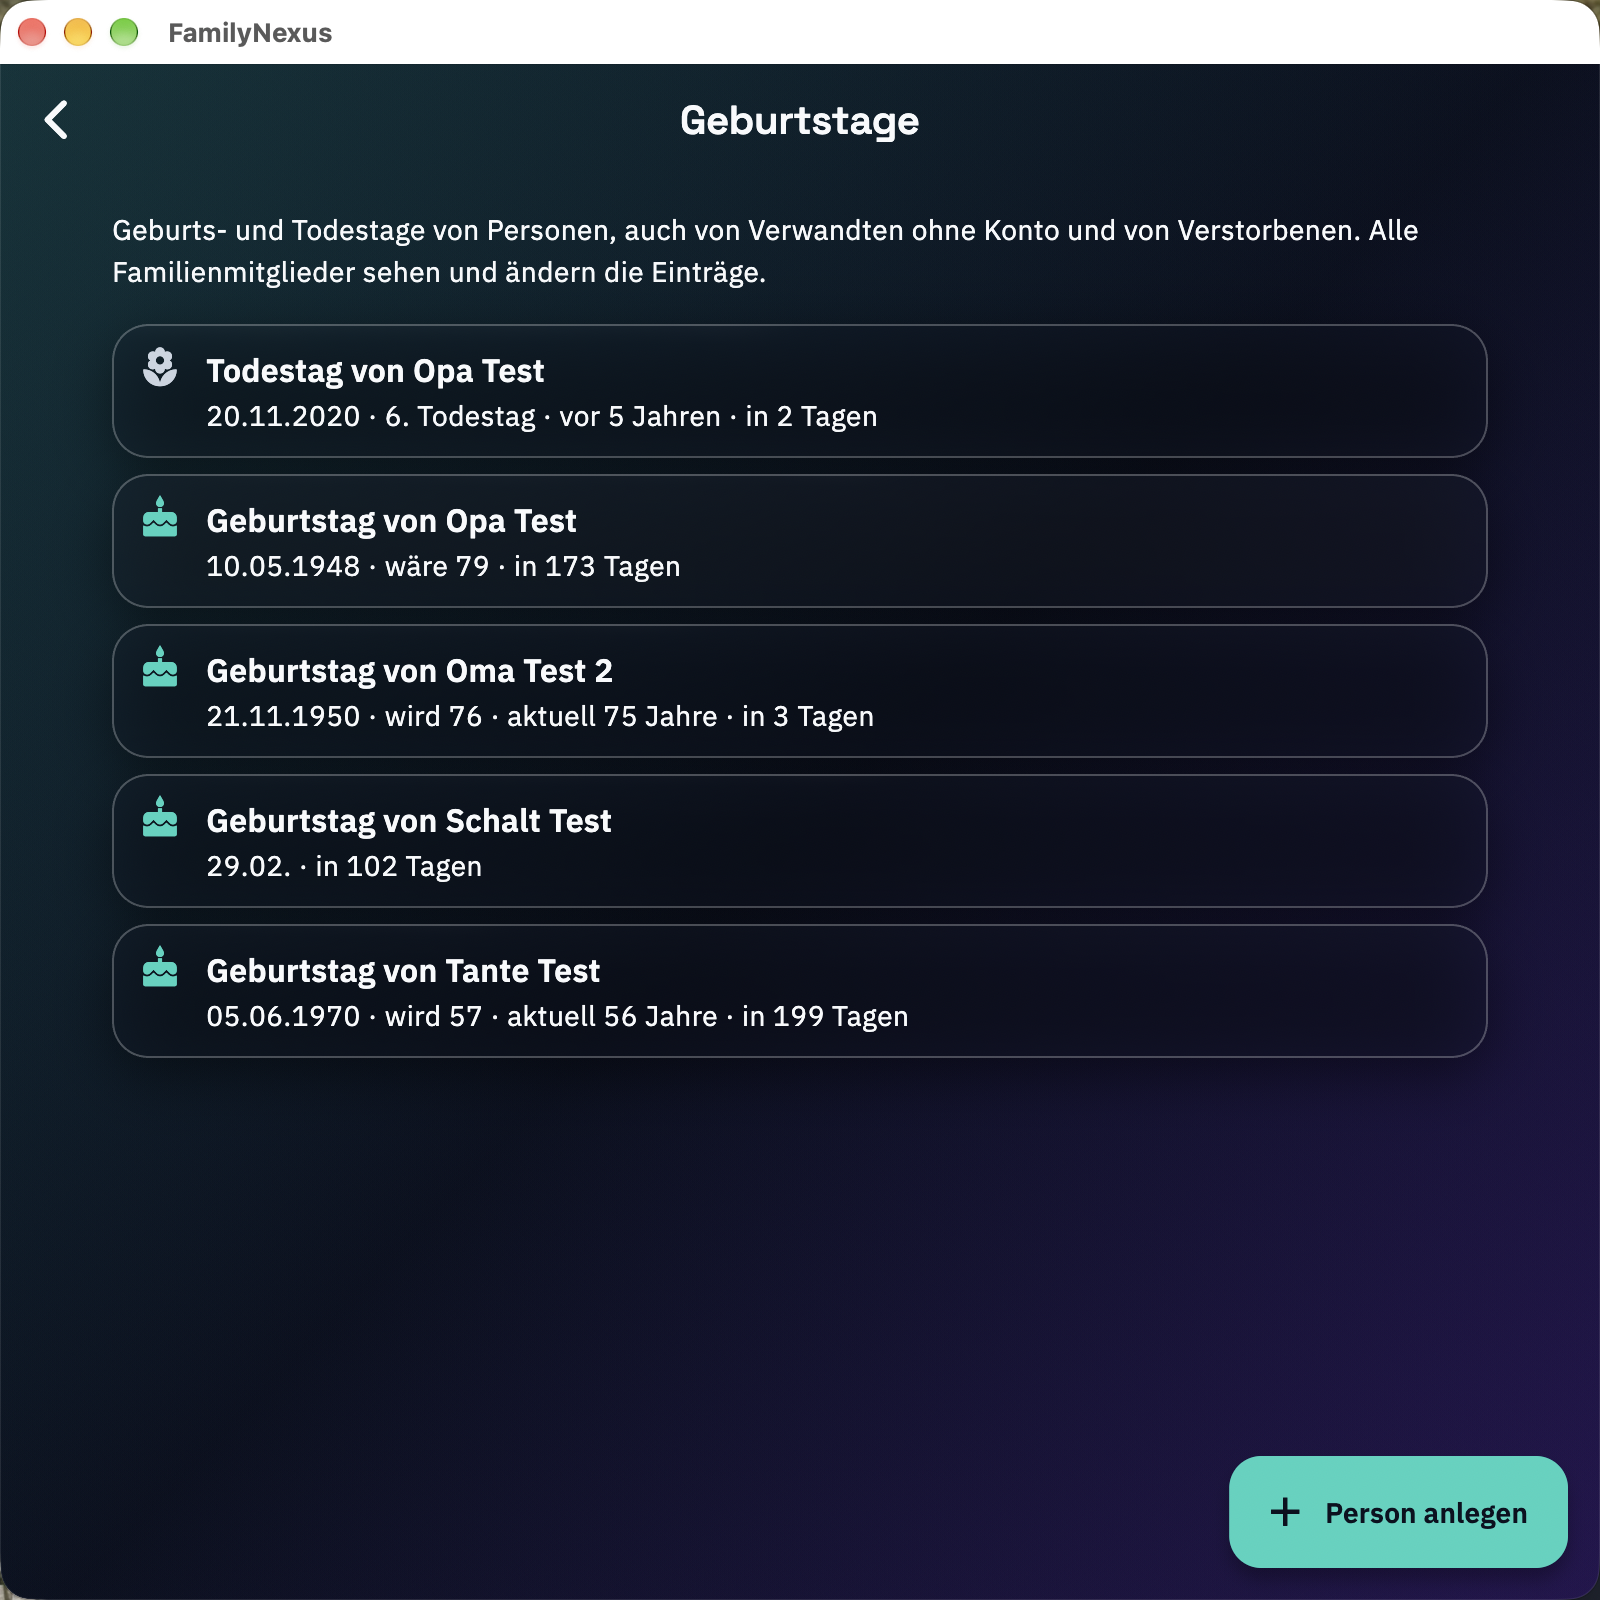 FamilyNexus
Geburtstage
Geburts- und Todestage von Personen, auch von Verwandten ohne Konto und von Verstorbenen. Alle
Familienmitglieder sehen und ändern die Einträge.
Todestag von Opa Test
20.11.2020 · 6. Todestag · vor 5 Jahren · in 2 Tagen
Geburtstag von Opa Test
10.05.1948 · wäre 79 · in 173 Tagen
Geburtstag von Oma Test 2
21.11.1950 · wird 76 · aktuell 75 Jahre · in 3 Tagen
Geburtstag von Schalt Test
29.02. · in 102 Tagen
Geburtstag von Tante Test
05.06.1970 · wird 57 · aktuell 56 Jahre · in 199 Tagen
Person anlegen